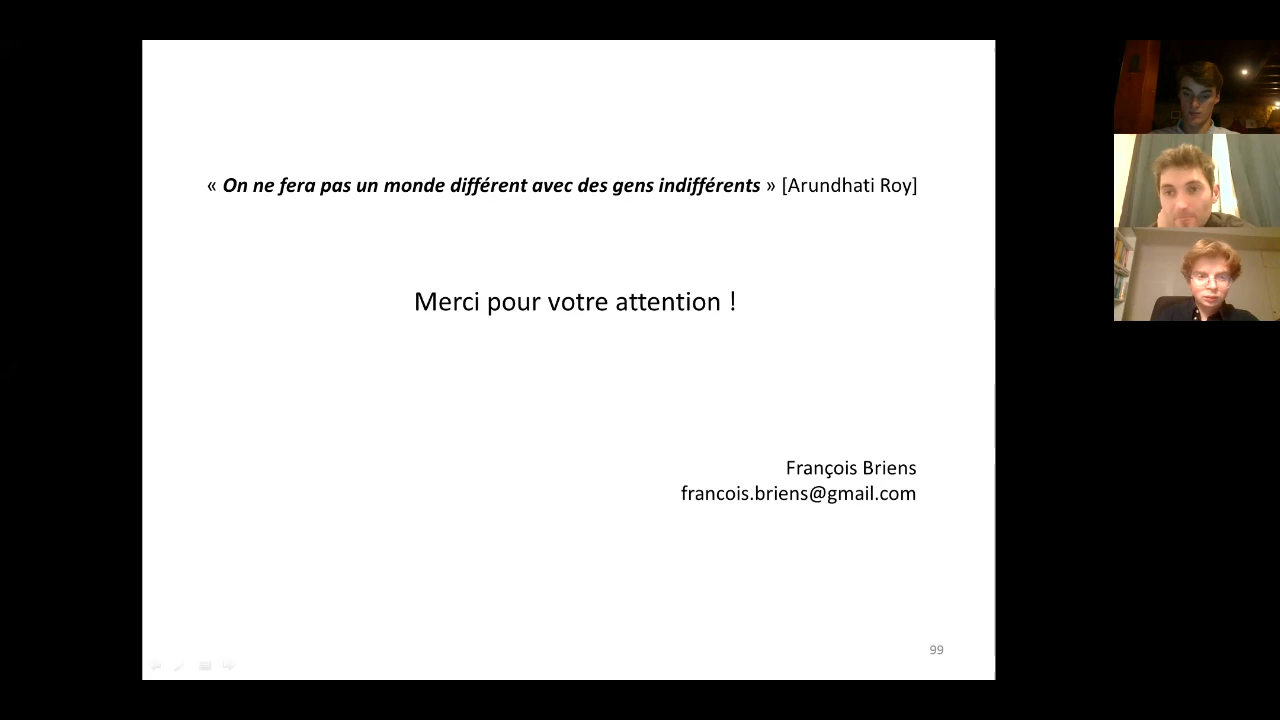 « On ne fera pas un monde différent avec des gens indifférents » [Arundhati Roy]
Merci pour votre attention !
François Briens
francois.briens@gmail.com
99